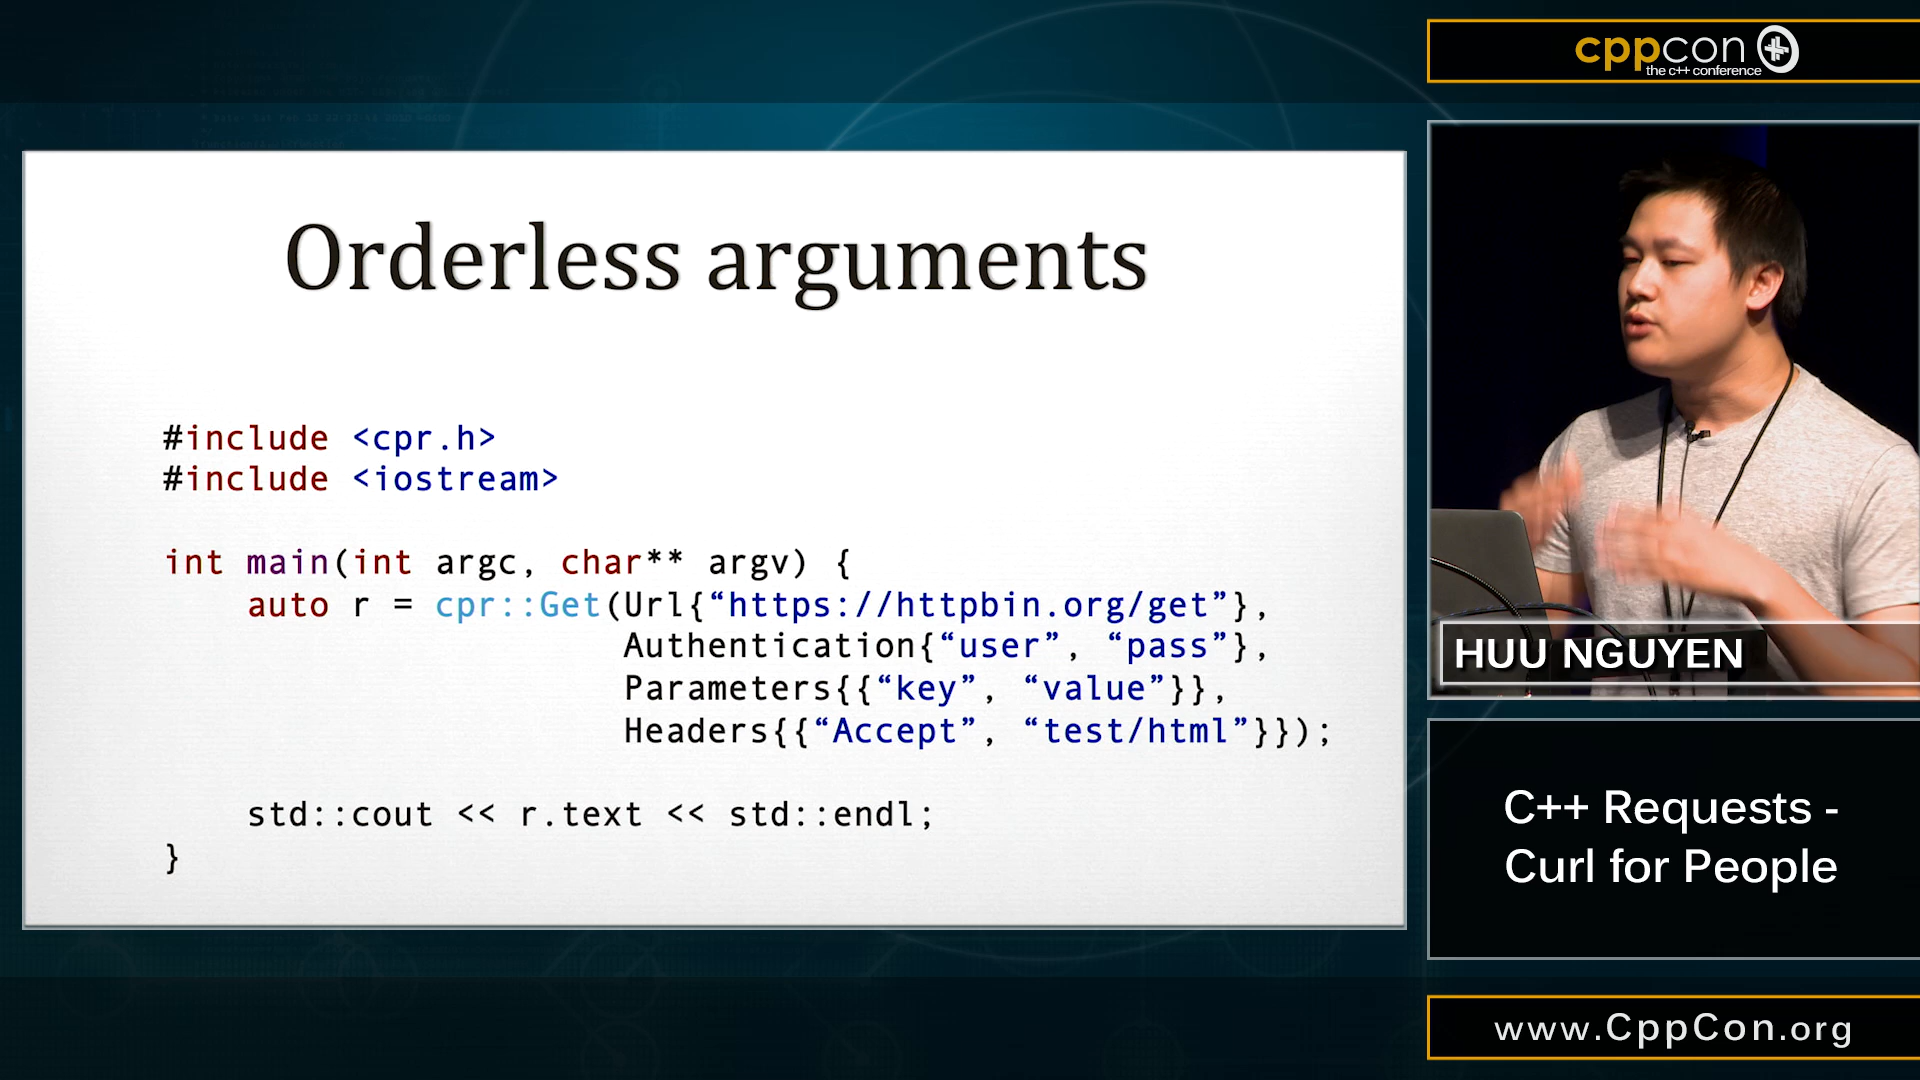 Orderless arguments
#include <cpr.h>
#include <iostream>
int main(int argc, char** argv) {
auto r = cpr::Get(Url{“https://httpbin.org/get”},
Authentication{“user”, “pass”},
Parameters{{“key”, “value”}},
Headers{{“Accept”, “test/html”}});
std::cout << r.text << std::endl;
}
cppcon
the c++ conference
HUU NGUYEN
C++ Requests -
Curl for People
www.CppCon.org